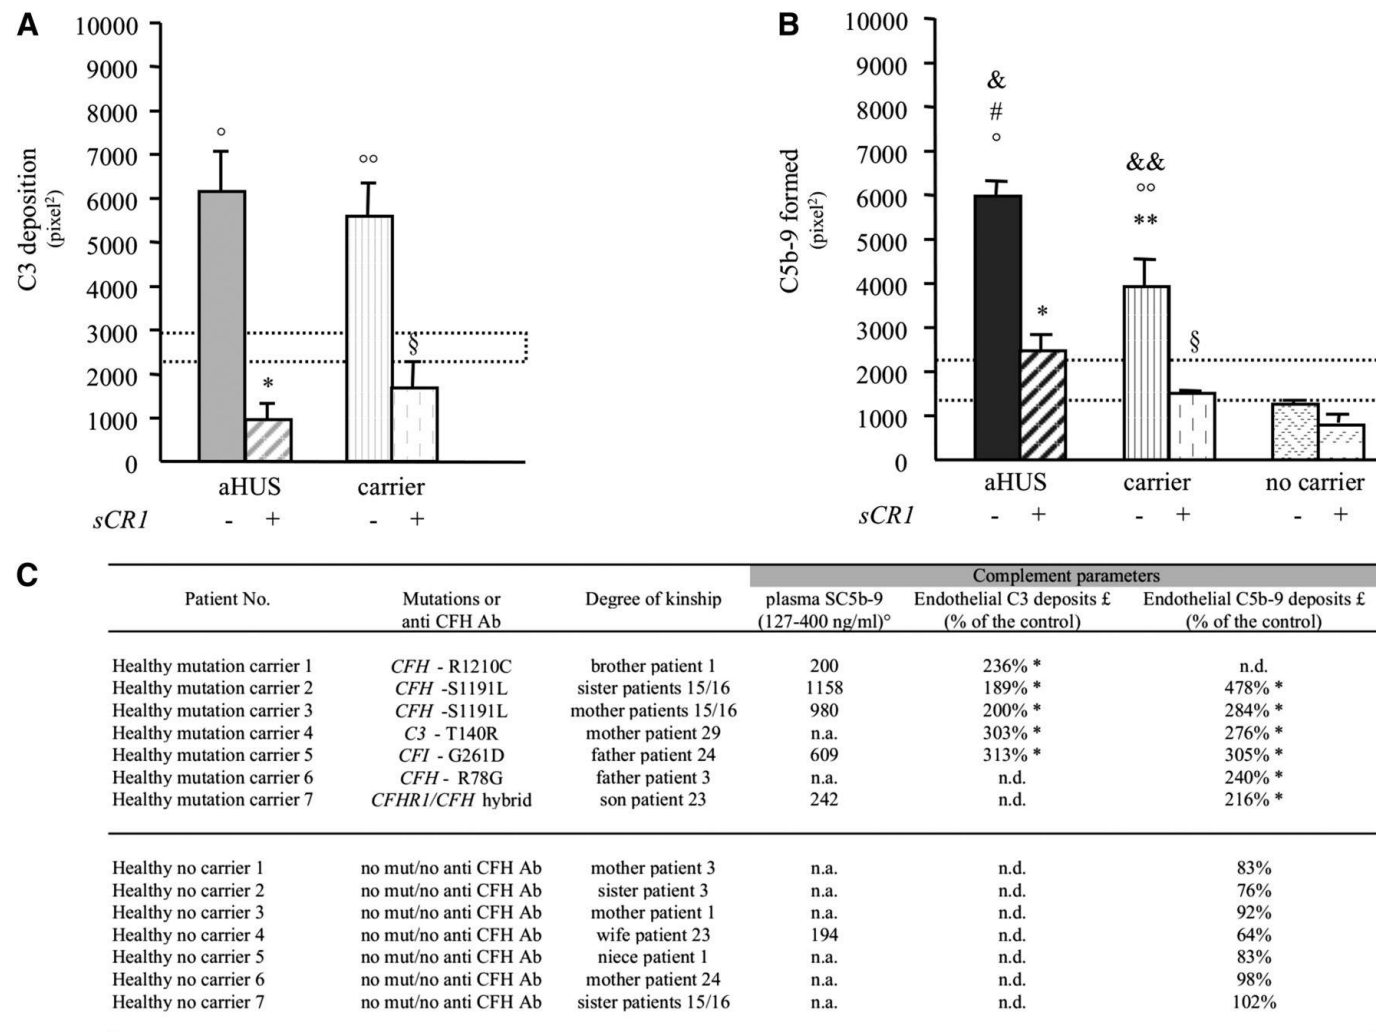 A
10000
9000
8000
7000
6000
5000
4000
3000
2000
1000
0
C3 deposition
(pixel²)
°
*
°°
§
aHUS carrier
sCR1 - + - +
B
10000
9000
8000
7000
6000
5000
4000
3000
2000
1000
0
C5b-9 formed
(pixel²)
&
#
°
*
&&
°°
**
§
aHUS carrier no carrier
sCR1 - + - + - +
C
Complement parameters
Patient No. Mutations or Degree of kinship plasma SC5b-9 Endothelial C3 deposits £ Endothelial C5b-9 deposits £
anti CFH Ab (127-400 ng/ml)° (% of the control) (% of the control)
Healthy mutation carrier 1 CFH - R1210C brother patient 1 200 236% * n.d.
Healthy mutation carrier 2 CFH -S1191L sister patients 15/16 1158 189% * 478% *
Healthy mutation carrier 3 CFH -S1191L mother patients 15/16 980 200% * 284% *
Healthy mutation carrier 4 C3 - T140R mother patient 29 n.a. 303% * 276% *
Healthy mutation carrier 5 CFI - G261D father patient 24 609 313% * 305% *
Healthy mutation carrier 6 CFH - R78G father patient 3 n.a. n.d. 240% *
Healthy mutation carrier 7 CFHR1/CFH hybrid son patient 23 242 n.d. 216% *
Healthy no carrier 1 no mut/no anti CFH Ab mother patient 3 n.a. n.d. 83%
Healthy no carrier 2 no mut/no anti CFH Ab sister patient 3 n.a. n.d. 76%
Healthy no carrier 3 no mut/no anti CFH Ab mother patient 1 n.a. n.d. 92%
Healthy no carrier 4 no mut/no anti CFH Ab wife patient 23 194 n.d. 64%
Healthy no carrier 5 no mut/no anti CFH Ab niece patient 1 n.a. n.d. 83%
Healthy no carrier 6 no mut/no anti CFH Ab mother patient 24 n.a. n.d. 98%
Healthy no carrier 7 no mut/no anti CFH Ab sister patients 15/16 n.a. n.d. 102%